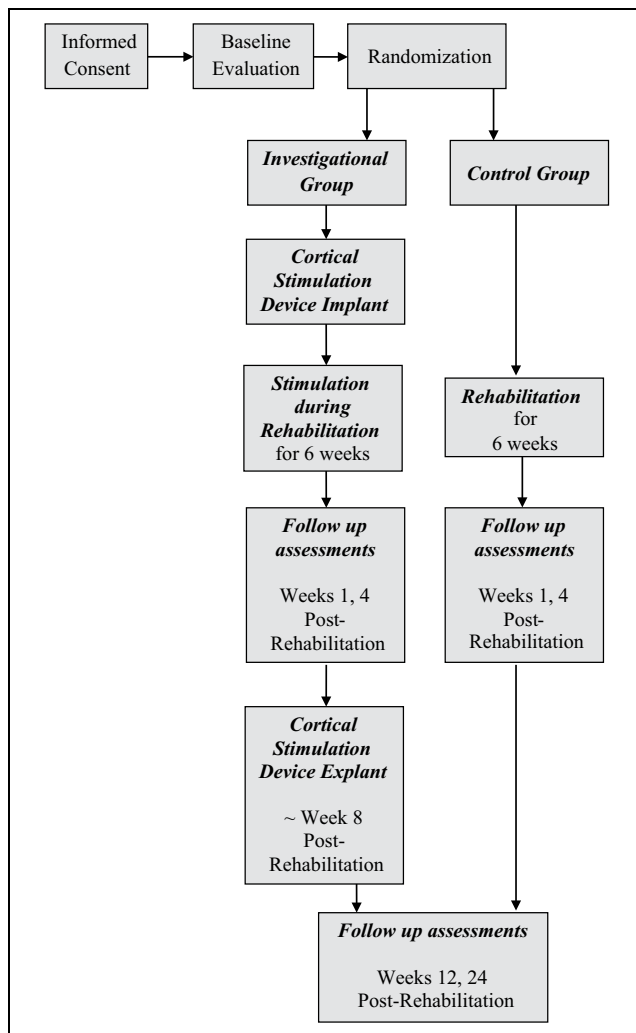 Informed
Consent
Baseline
Evaluation
Randomization
Investigational
Group
Control Group
Cortical
Stimulation
Device Implant
Stimulation
during
Rehabilitation
for 6 weeks
Rehabilitation
for
6 weeks
Follow up
assessments
Weeks 1, 4
Post-
Rehabilitation
Follow up
assessments
Weeks 1, 4
Post-
Rehabilitation
Cortical
Stimulation
Device Explant
~ Week 8
Post-
Rehabilitation
Follow up assessments
Weeks 12, 24
Post-Rehabilitation